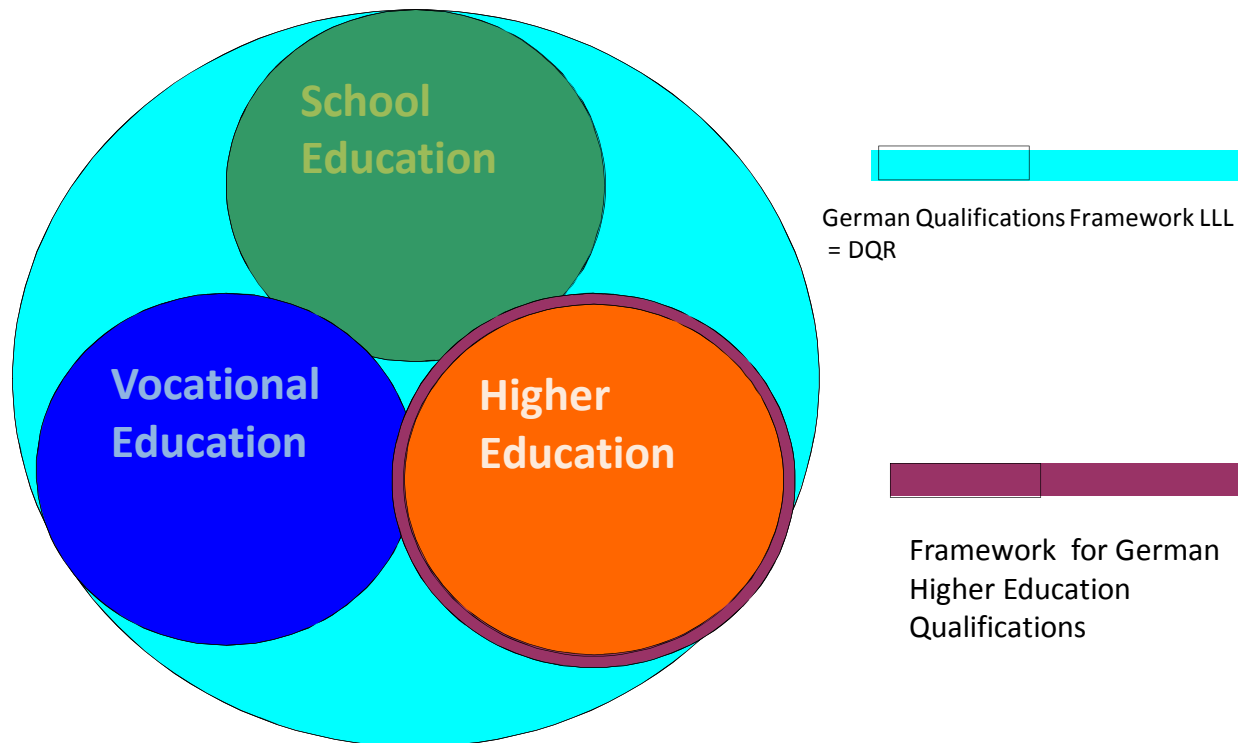 School
Education
German Qualifications Framework LLL
= DQR
Vocational
Education
Higher
Education
Framework for German
Higher Education
Qualifications